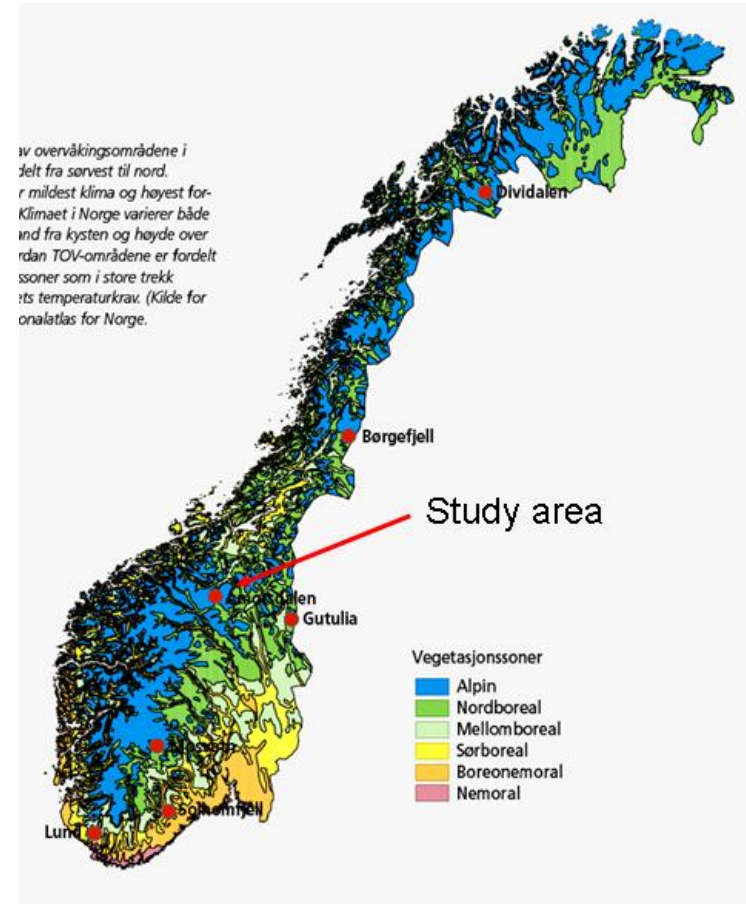 av overvåkingsområdene i
delt fra sørvest til nord.
r mildest klima og høyest for-
Klimaet i Norge varierer både
and fra kysten og høyde over
rdan TOV-områdene er fordelt
ssoner som i store trekk
ets temperaturkrav. (Kilde for
onalatlas for Norge.
Dividalen
Børgefjell
Study area
Gutulia
Vegetasjonssoner
Alpin
Nordboreal
Mellomboreal
Sørboreal
Boreonemoral
Nemoral
Solhomfjell
Lund